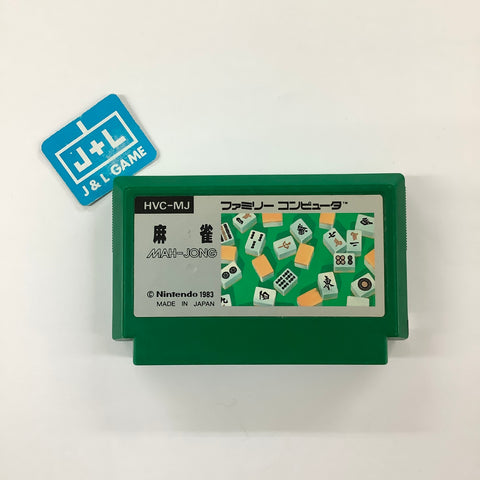 J+L
J & L GAME
HVC-MJ
ファミリー コンピュータ™
麻雀
MAH-JONG
© Nintendo 1983
MADE IN JAPAN
東